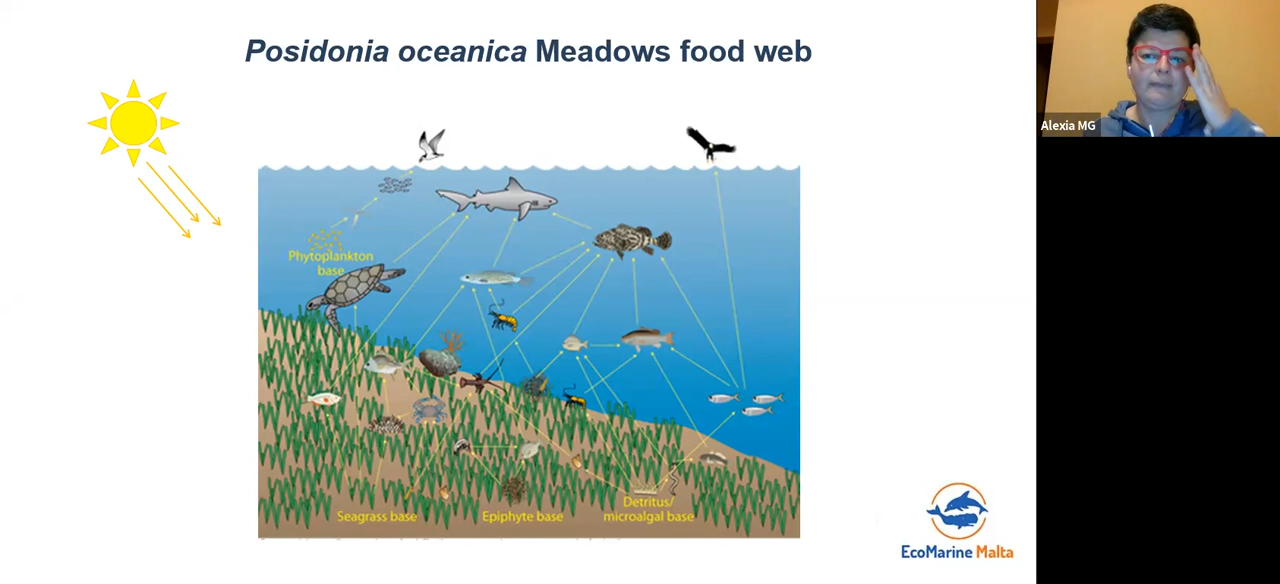 Posidonia oceanica Meadows food web
Alexia MG
Phytoplankton
base
Seagrass base
Epiphyte base
Detritus/
microalgal base
EcoMarine Malta